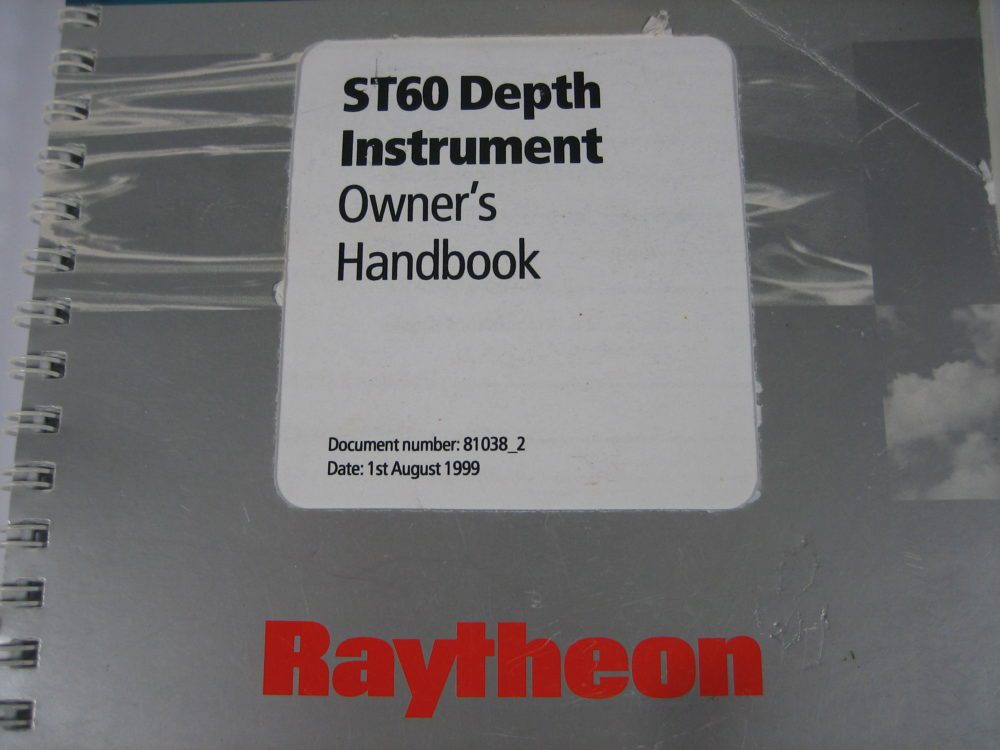 ST60 Depth
Instrument
Owner's
Handbook
Document number: 81038_2
Date: 1st August 1999
Raytheon